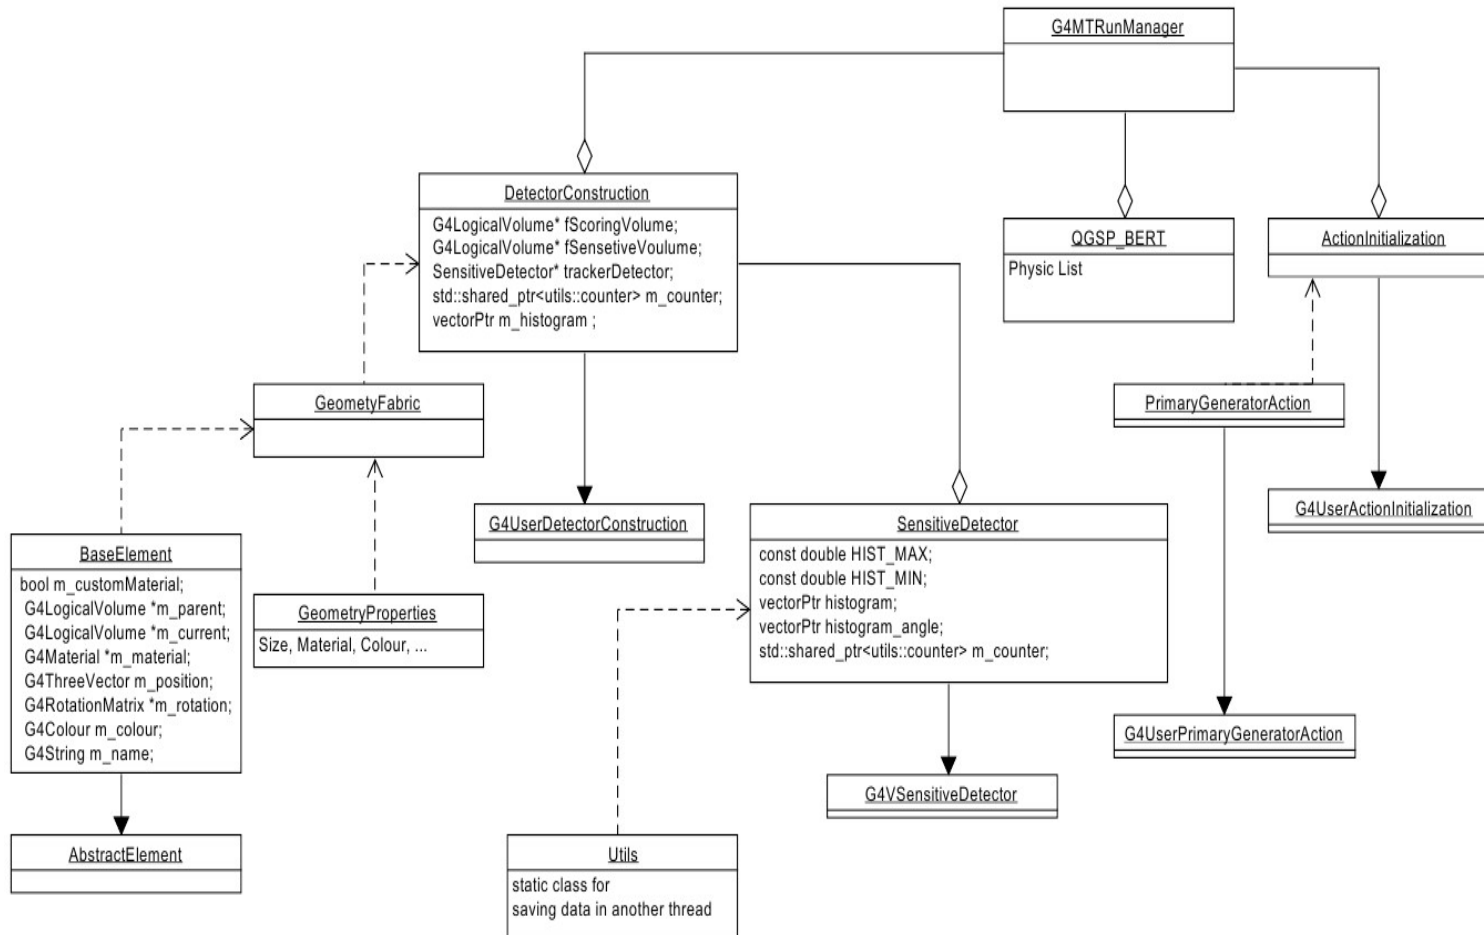 G4MTRunManager
DetectorConstruction
G4LogicalVolume* fScoringVolume;
G4LogicalVolume* fSensetiveVoulume;
SensitiveDetector* trackerDetector;
std::shared_ptr<utils::counter> m_counter;
vectorPtr m_histogram ;
QGSP_BERT
Physic List
ActionInitialization
GeometyFabric
PrimaryGeneratorAction
G4UserDetectorConstruction
SensitiveDetector
const double HIST_MAX;
const double HIST_MIN;
vectorPtr histogram;
vectorPtr histogram_angle;
std::shared_ptr<utils::counter> m_counter;
G4UserActionInitialization
BaseElement
bool m_customMaterial;
G4LogicalVolume *m_parent;
G4LogicalVolume *m_current;
G4Material *m_material;
G4ThreeVector m_position;
G4RotationMatrix *m_rotation;
G4Colour m_colour;
G4String m_name;
GeometryProperties
Size, Material, Colour, ...
G4UserPrimaryGeneratorAction
G4VSensitiveDetector
AbstractElement
Utils
static class for
saving data in another thread